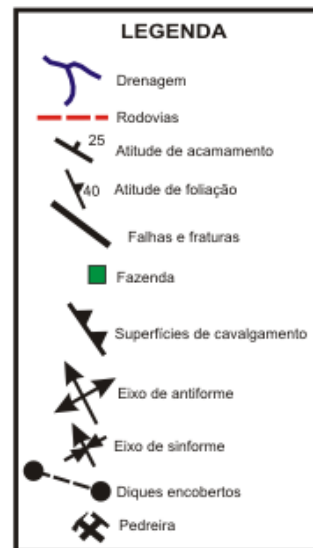 LEGENDA
Drenagem
Rodovias
25
Atitude de acamamento
40
Atitude de foliação
Falhas e fraturas
Fazenda
Superfícies de cavalgamento
Eixo de antiforme
Eixo de sinforme
Diques encobertos
Pedreira